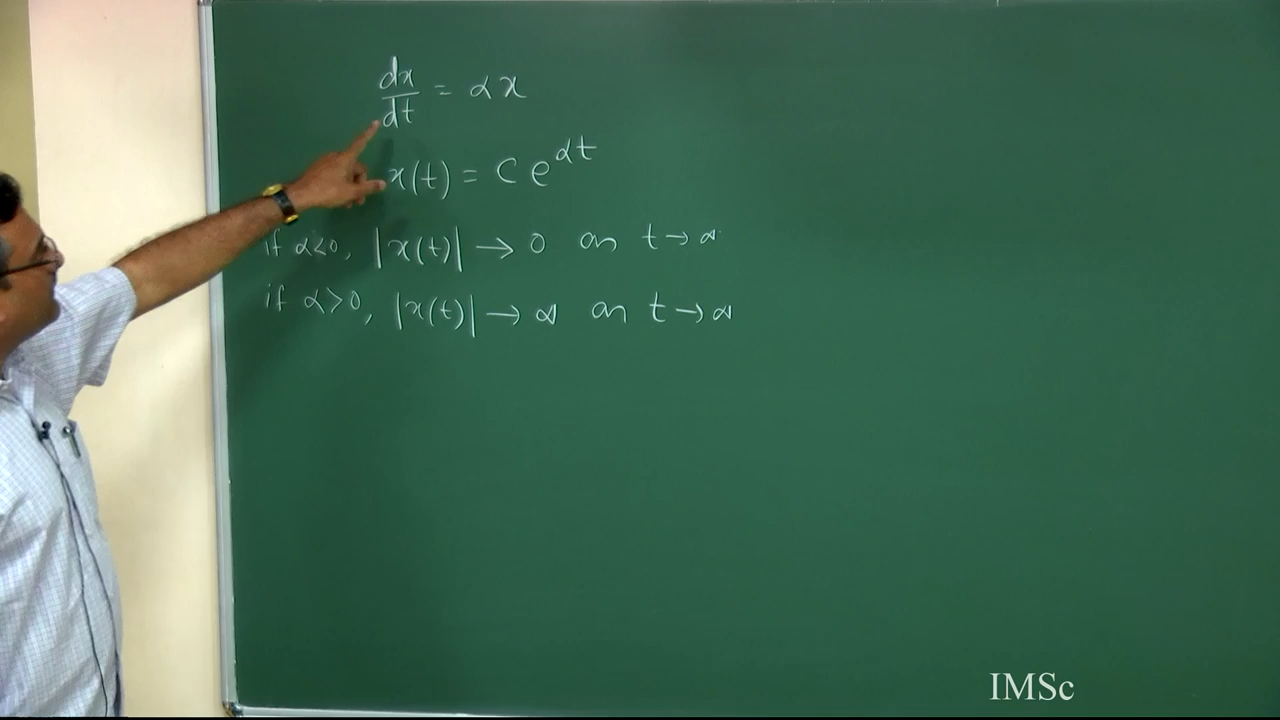 dx/dt = αx
x(t) = C e^{αt}
if α<0, |x(t)| → 0 as t→∞
if α>0, |x(t)| → ∞ as t→∞
IMSc